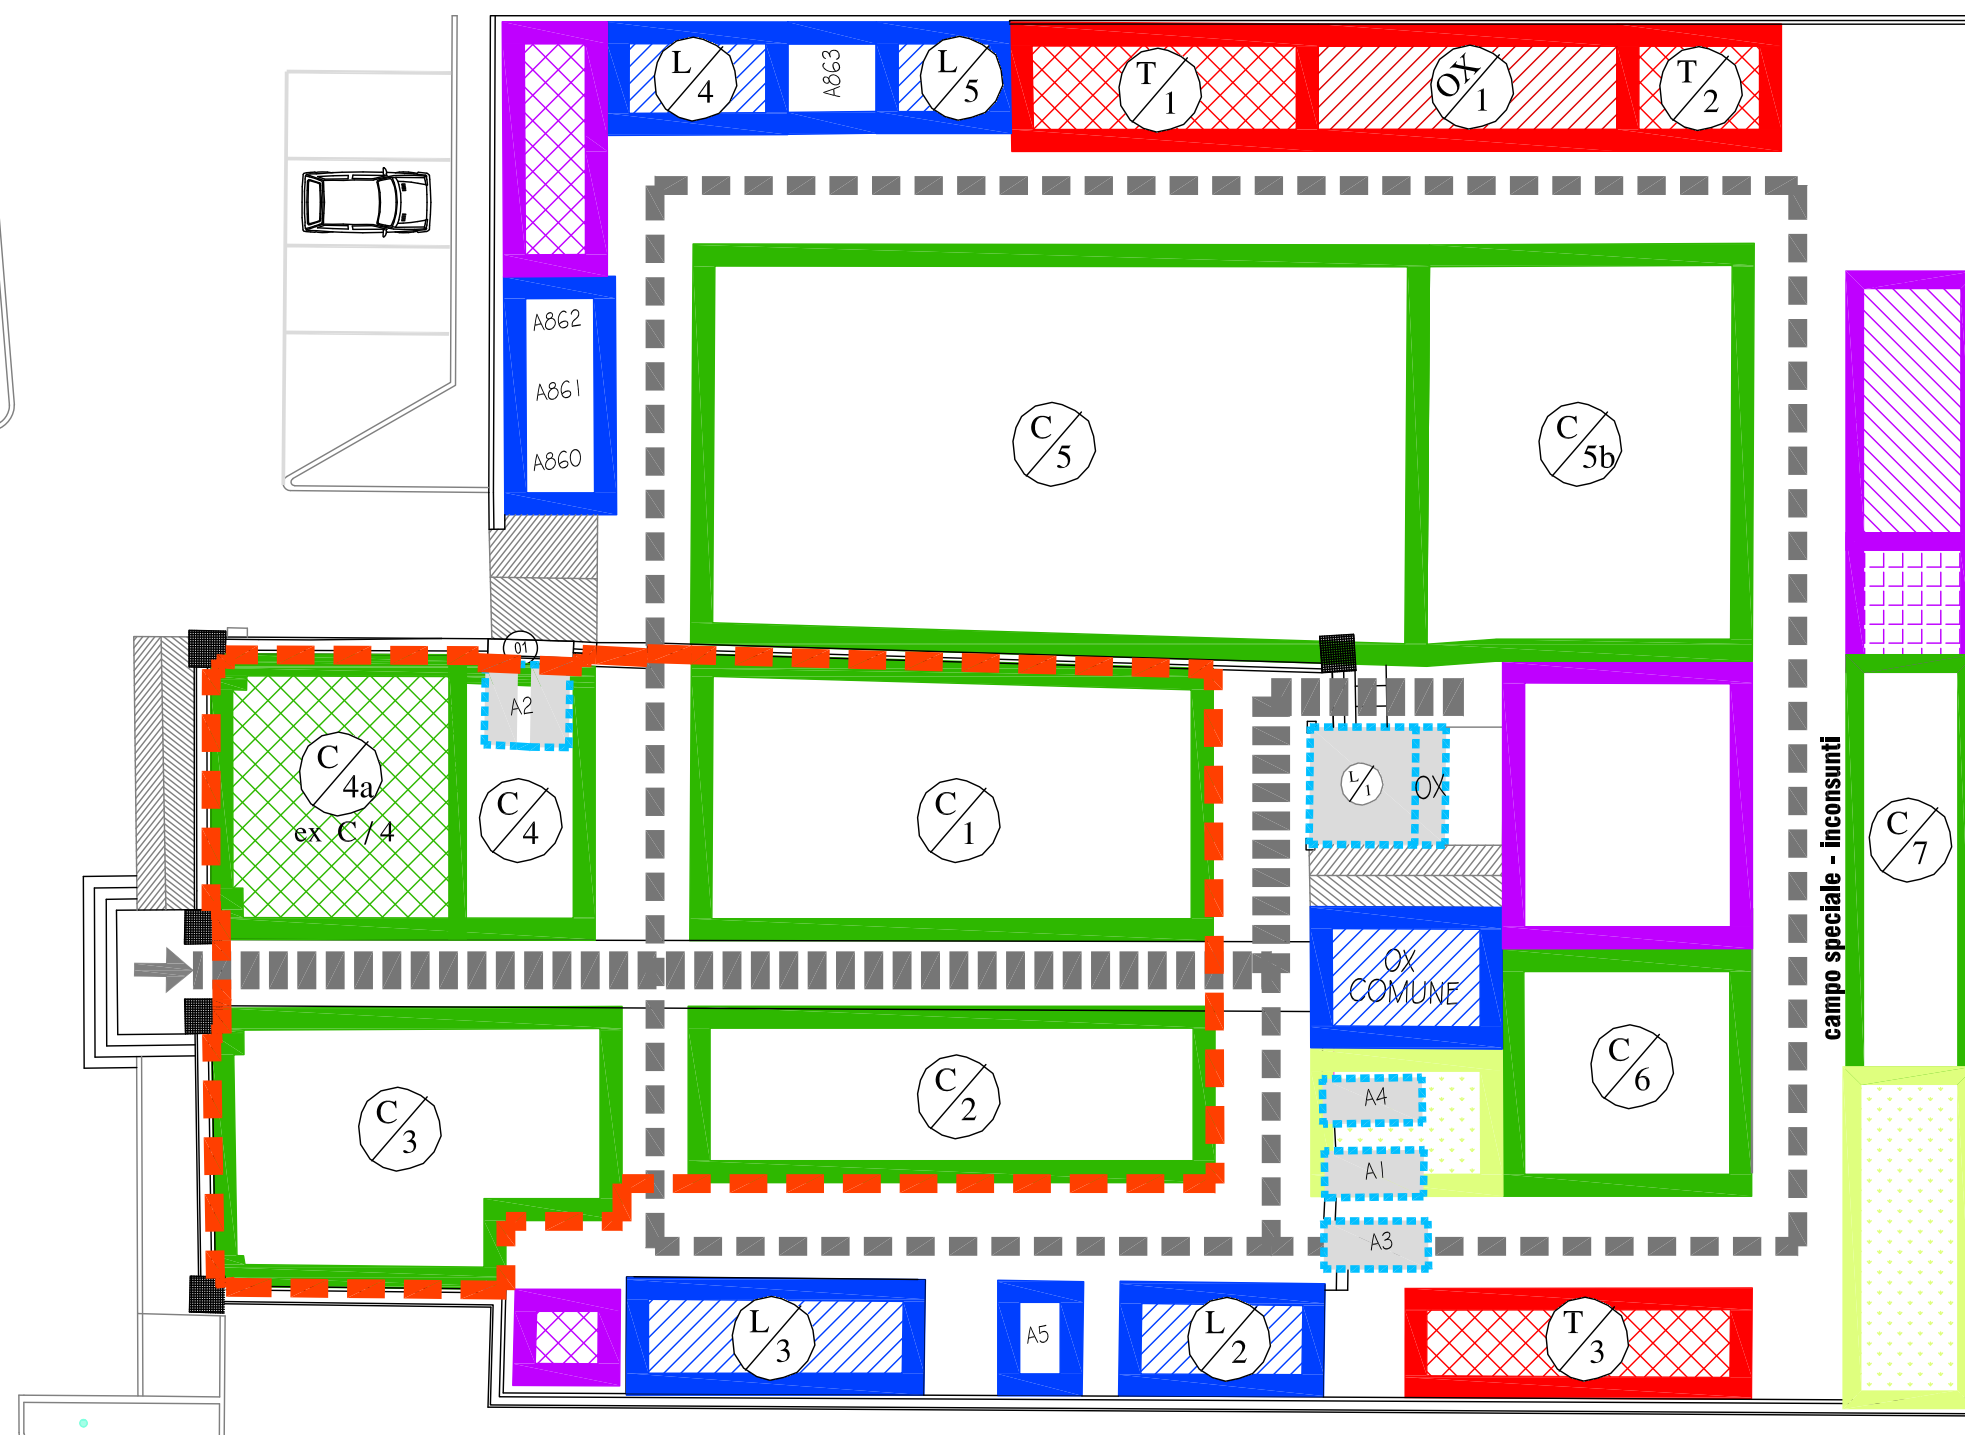 L/4
A863
L/5
T/1
OX/1
T/2
A862
A861
A860
C/5
C/5b
01
A2
C/4a
ex C / 4
C/4
C/1
L/1
OX
campo speciale - inconsunti
C/7
OX
COMUNE
C/3
C/2
C/6
A4
A1
A3
L/3
A5
L/2
T/3